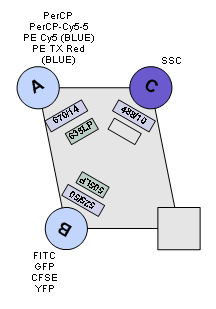 PerCP
PerCP-Cy5-5
PE Cy5 (BLUE)
PE TX Red
(BLUE)
A
C
SSC
670/14
488/10
635LP
505LP
525/50
B
FITC
GFP
CFSE
YFP